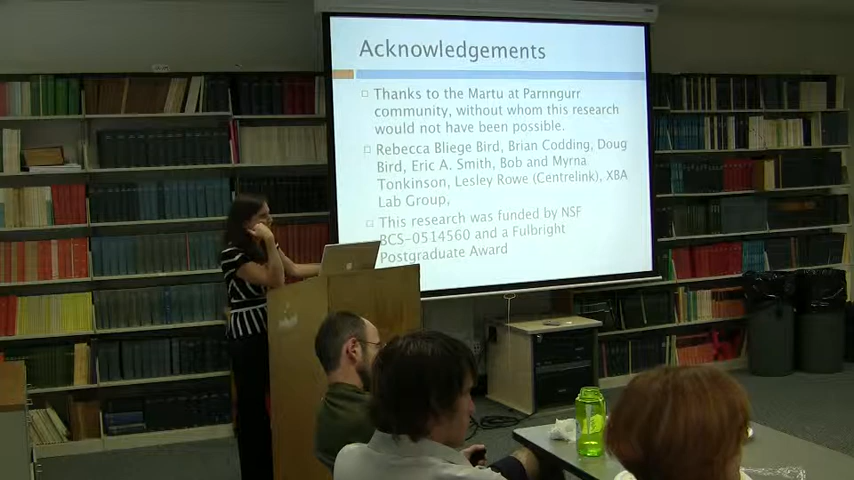 Acknowledgements
Thanks to the Martu at Parnngurr
community, without whom this research
would not have been possible.
Rebecca Bliege Bird, Brian Codding, Doug
Bird, Eric A. Smith, Bob and Myrna
Tonkinson, Lesley Rowe (Centrelink), XBA
Lab Group,
This research was funded by NSF
BCS-0514560 and a Fulbright
Postgraduate Award